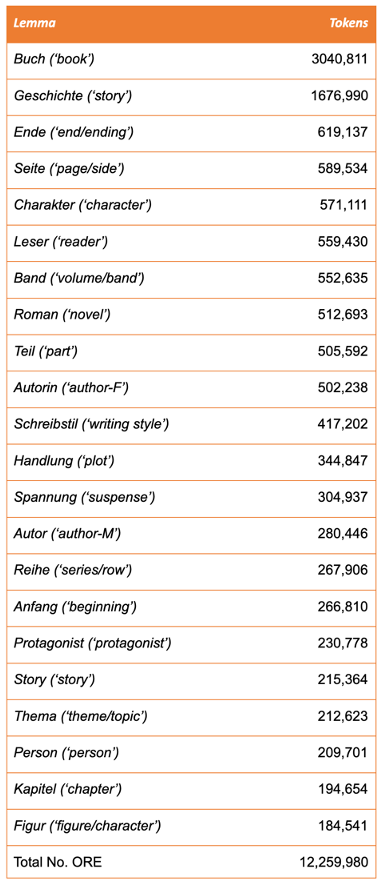 Lemma Tokens
Buch (‘book’) 3040,811
Geschichte (‘story’) 1676,990
Ende (‘end/ending’) 619,137
Seite (‘page/side’) 589,534
Charakter (‘character’) 571,111
Leser (‘reader’) 559,430
Band (‘volume/band’) 552,635
Roman (‘novel’) 512,693
Teil (‘part’) 505,592
Autorin (‘author-F’) 502,238
Schreibstil (‘writing style’) 417,202
Handlung (‘plot’) 344,847
Spannung (‘suspense’) 304,937
Autor (‘author-M’) 280,446
Reihe (‘series/row’) 267,906
Anfang (‘beginning’) 266,810
Protagonist (‘protagonist’) 230,778
Story (‘story’) 215,364
Thema (‘theme/topic’) 212,623
Person (‘person’) 209,701
Kapitel (‘chapter’) 194,654
Figur (‘figure/character’) 184,541
Total No. ORE 12,259,980